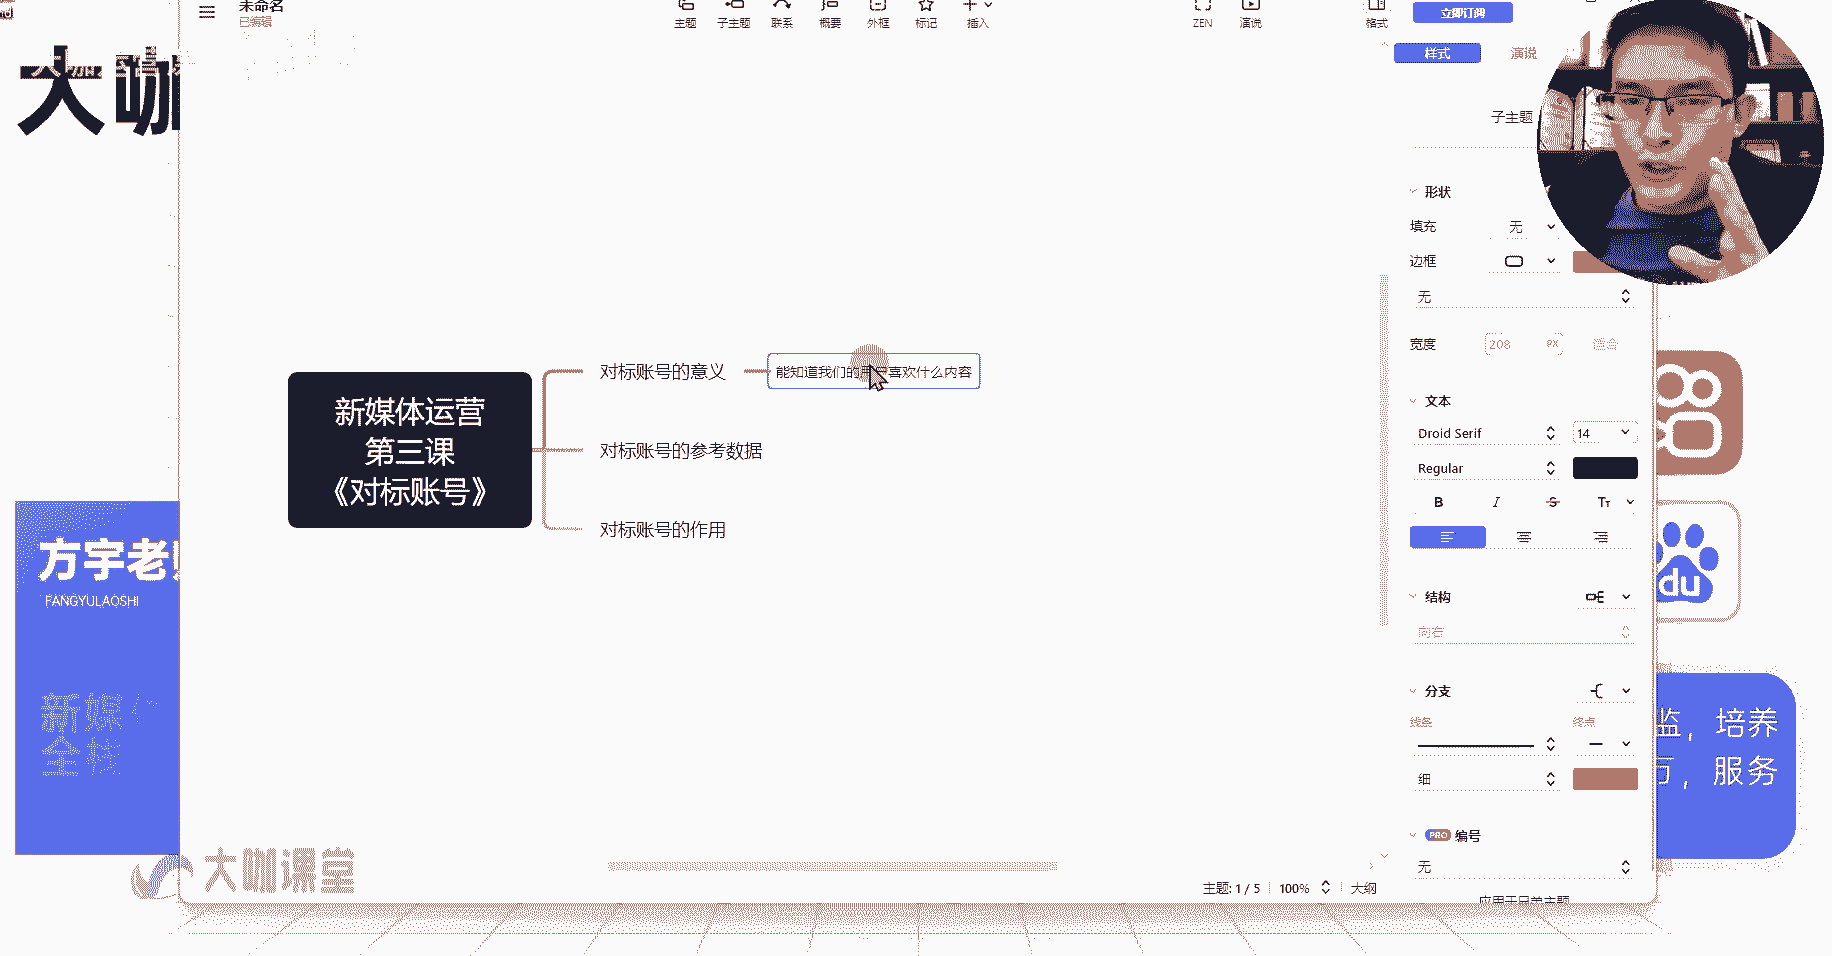 未命名
已编辑
主题
子主题
联系
概要
外框
标记
插入
ZEN
演说
格式
立即订阅
样式
演说
大咖
子主题
形状
填充
无
边框
无
宽度
208
PX
能知道我们的用户喜欢什么内容
对标账号的意义
新媒体运营
第三课
《对标账号》
对标账号的参考数据
对标账号的作用
文本
Droid Serif
14
Regular
B
I
S
TT
结构
向右
分支
线条
终点
细
PRO 编号
无
方宇老
FANGYULAOSHI
新媒
全栈
du
监，培养
万，服务
大咖课堂
主题: 1 / 5
100%
大纲
应用于兄弟主题